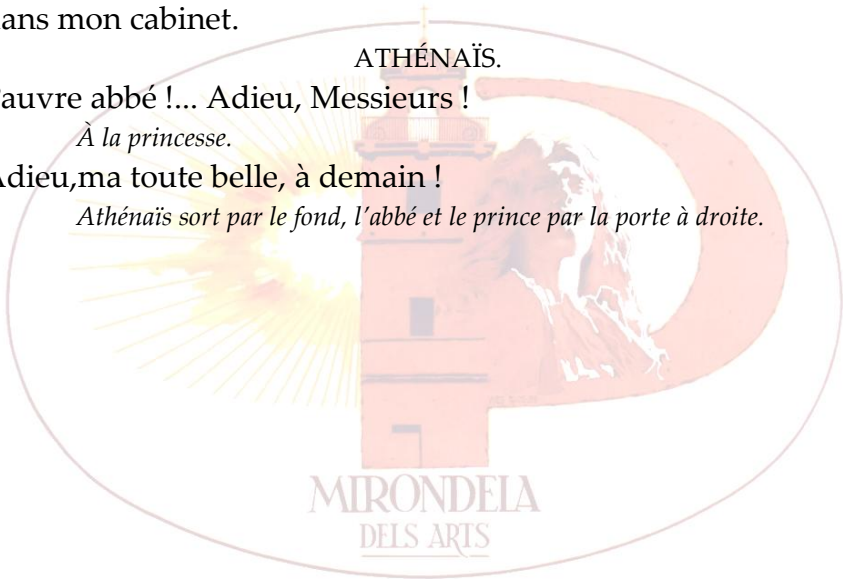 ans mon cabinet.
ATHÉNAÏS.
auvre abbé !... Adieu, Messieurs !
À la princesse.
Adieu,ma toute belle, à demain !
Athénaïs sort par le fond, l’abbé et le prince par la porte à droite.
MIRONDELA
DELS ARTS